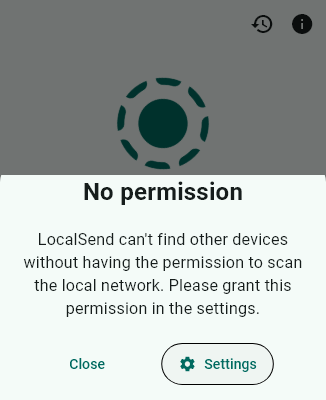 No permission
LocalSend can't find other devices
without having the permission to scan
the local network. Please grant this
permission in the settings.
Close
Settings